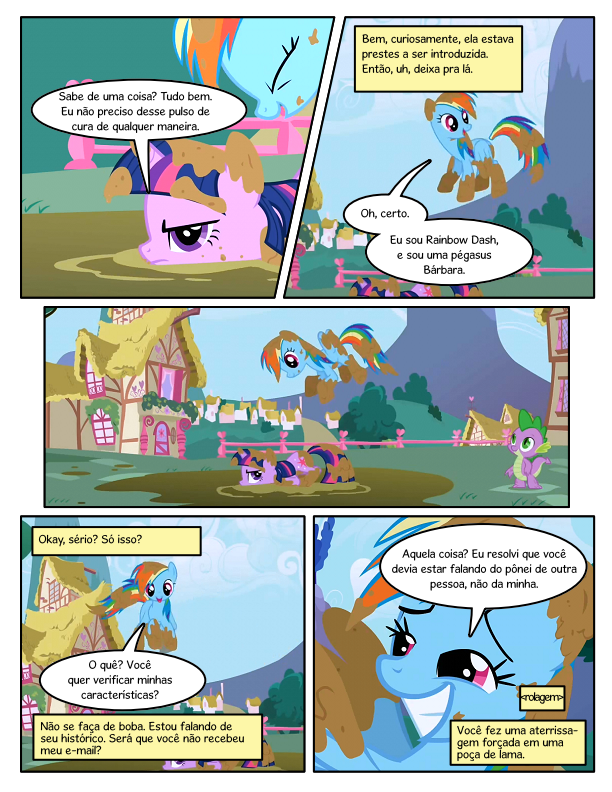 Sabe de uma coisa? Tudo bem.
Eu não preciso desse pulso de
cura de qualquer maneira.
Bem, curiosamente, ela estava
prestes a ser introduzida.
Então, uh, deixa pra lá.
Oh, certo.
Eu sou Rainbow Dash,
e sou uma pégasus
Bárbara.
Okay, sério? Só isso?
O quê? Você
quer verificar minhas
características?
Não se faça de boba. Estou falando de
seu histórico. Será que você não recebeu
meu e-mail?
Aquela coisa? Eu resolvi que você
devia estar falando do pônei de outra
pessoa, não da minha.
<rolagem>
Você fez uma aterrissa-
gem forçada em uma
poça de lama.